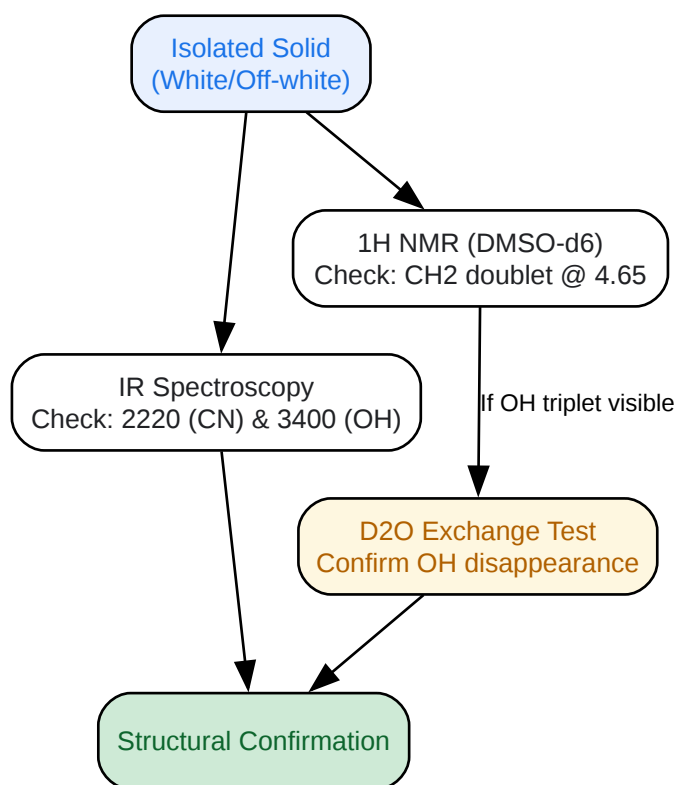 Isolated Solid
(White/Off-white)
1H NMR (DMSO-d6)
Check: CH2 doublet @ 4.65
IR Spectroscopy
Check: 2220 (CN) & 3400 (OH)
If OH triplet visible
D2O Exchange Test
Confirm OH disappearance
Structural Confirmation